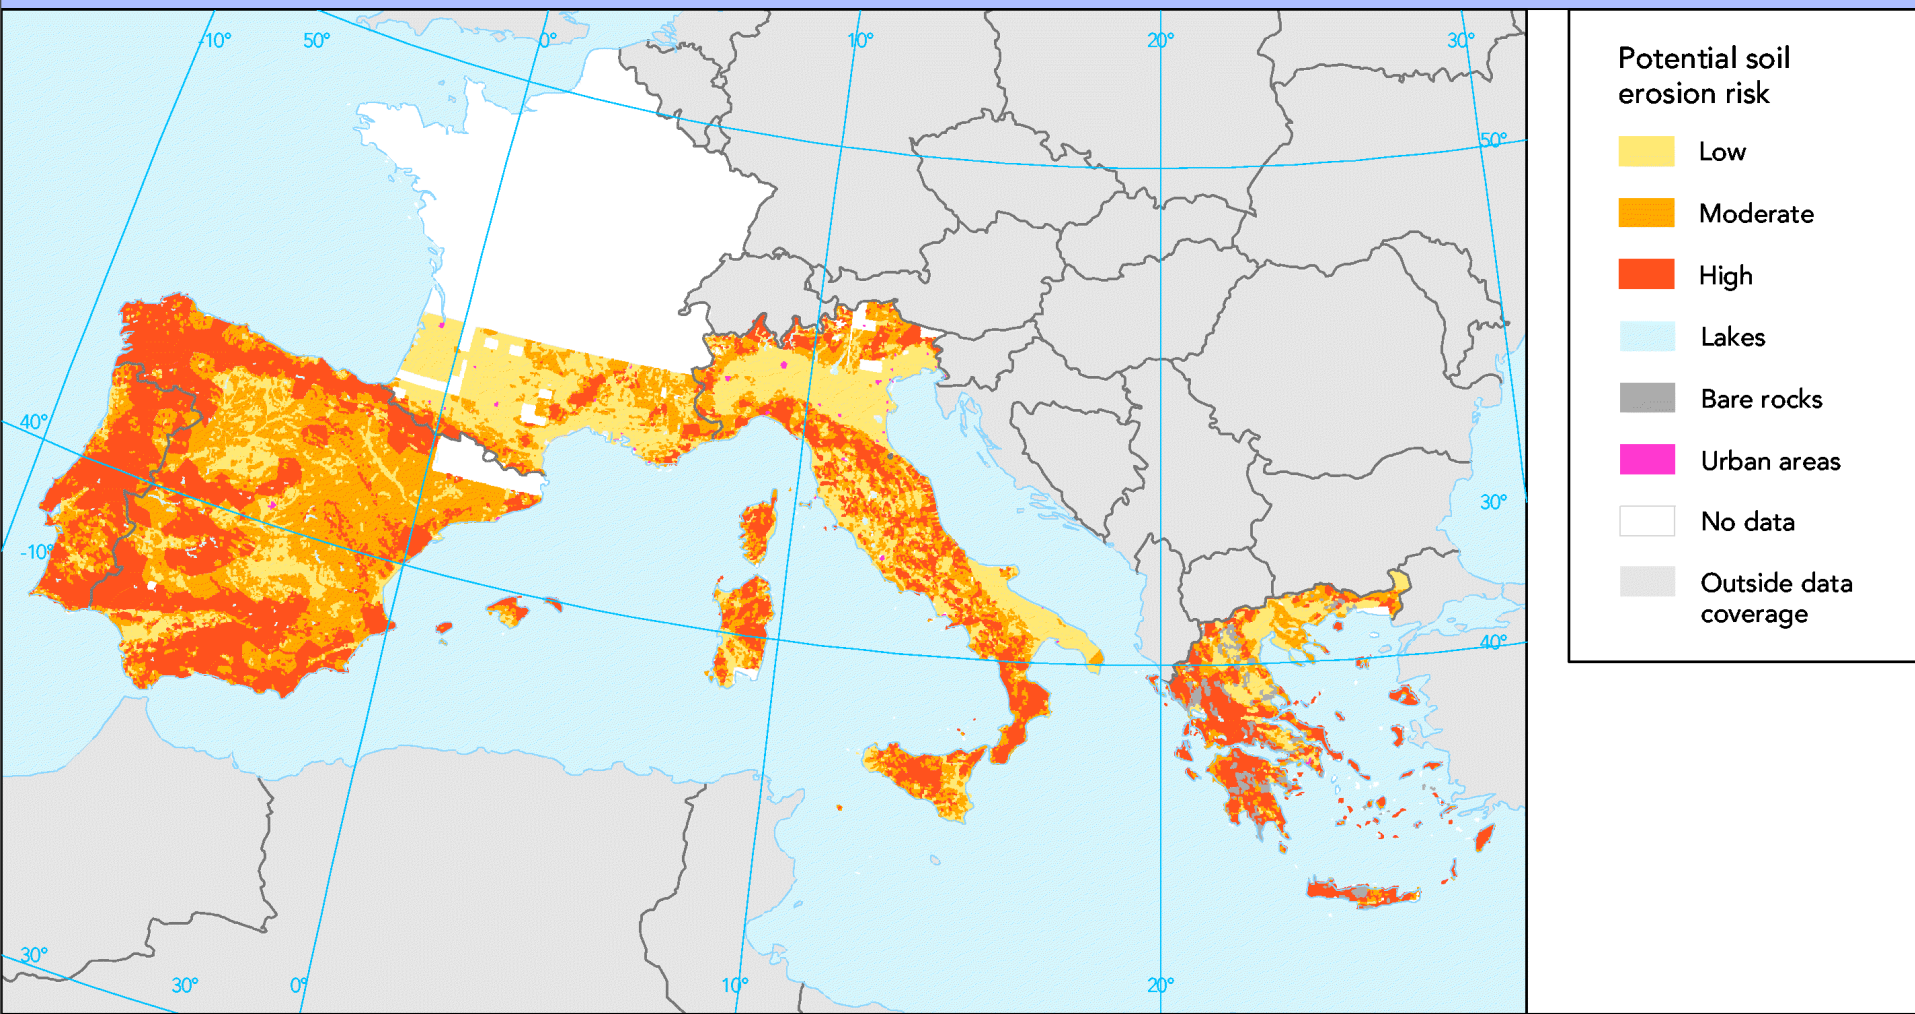 -10°
50°
0°
10°
20°
30°
50°
40°
30°
-10°
40°
30°
30°
0°
10°
20°
Potential soil
erosion risk
Low
Moderate
High
Lakes
Bare rocks
Urban areas
No data
Outside data
coverage